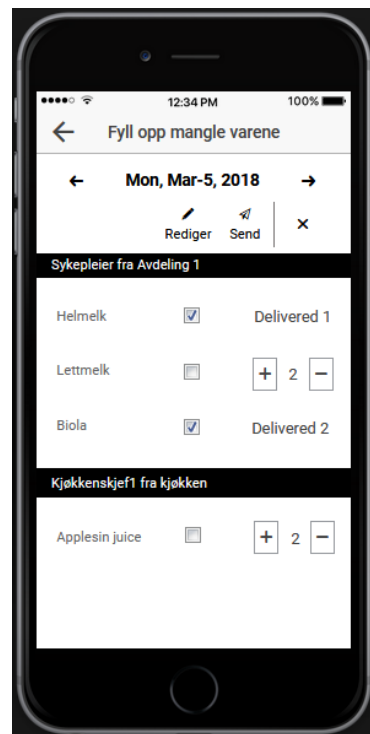 12:34 PM 100%
Fyll opp mangle varene
Mon, Mar-5, 2018
Rediger Send
Sykepleier fra Avdeling 1
Helmelk Delivered 1
Lettmelk + 2 −
Biola Delivered 2
Kjøkkenskjef1 fra kjøkken
Applesin juice + 2 −